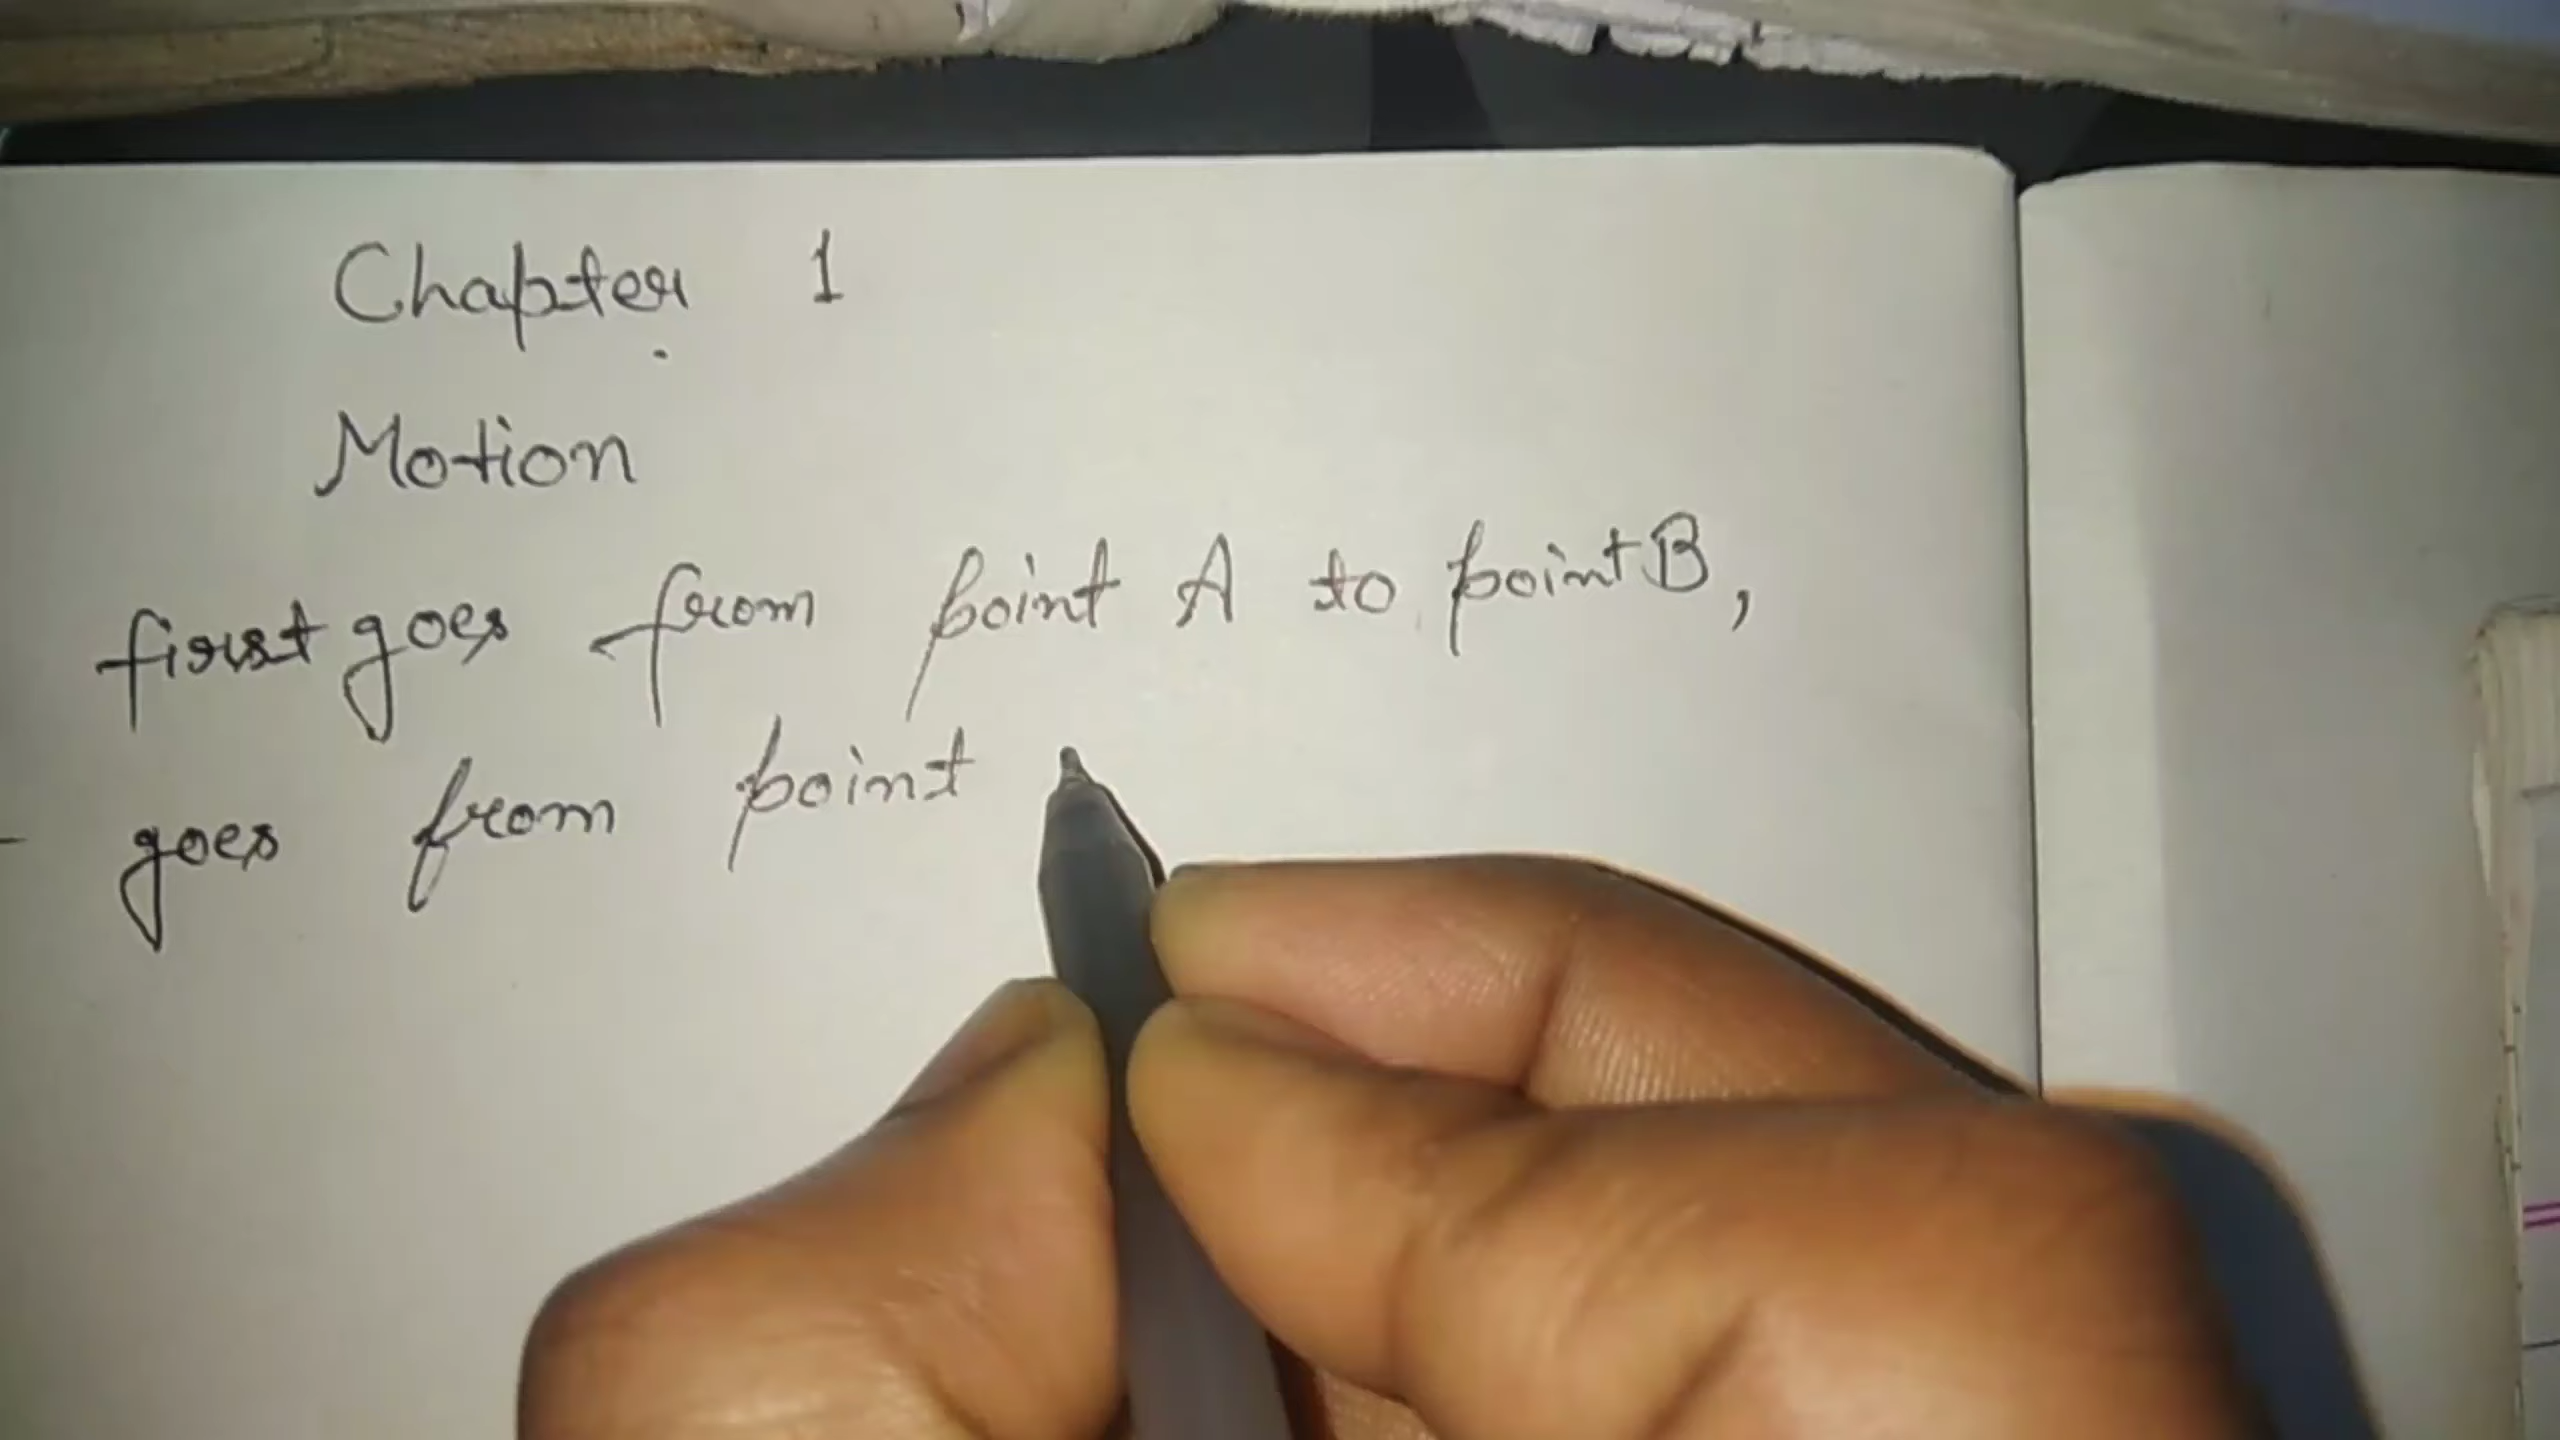 Chapter 1
Motion
first goes from point A to point B,
goes from point